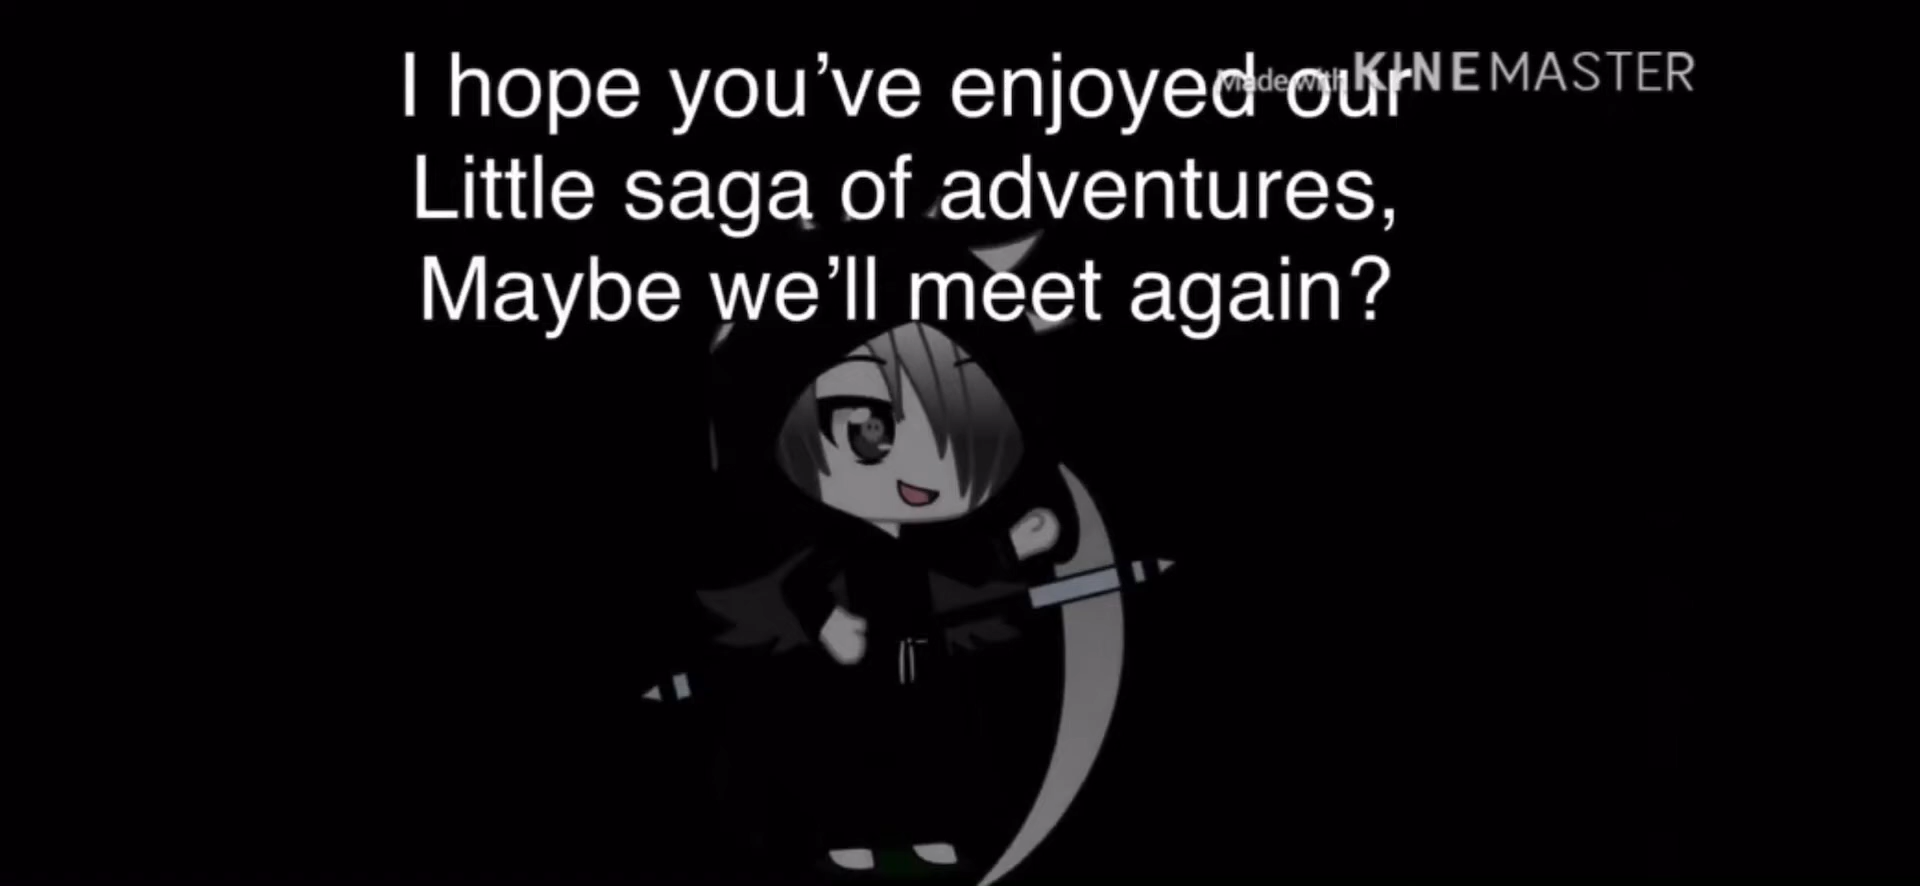 I hope you’ve enjoyed our
Little saga of adventures,
Maybe we’ll meet again?
Made with KINEMASTER